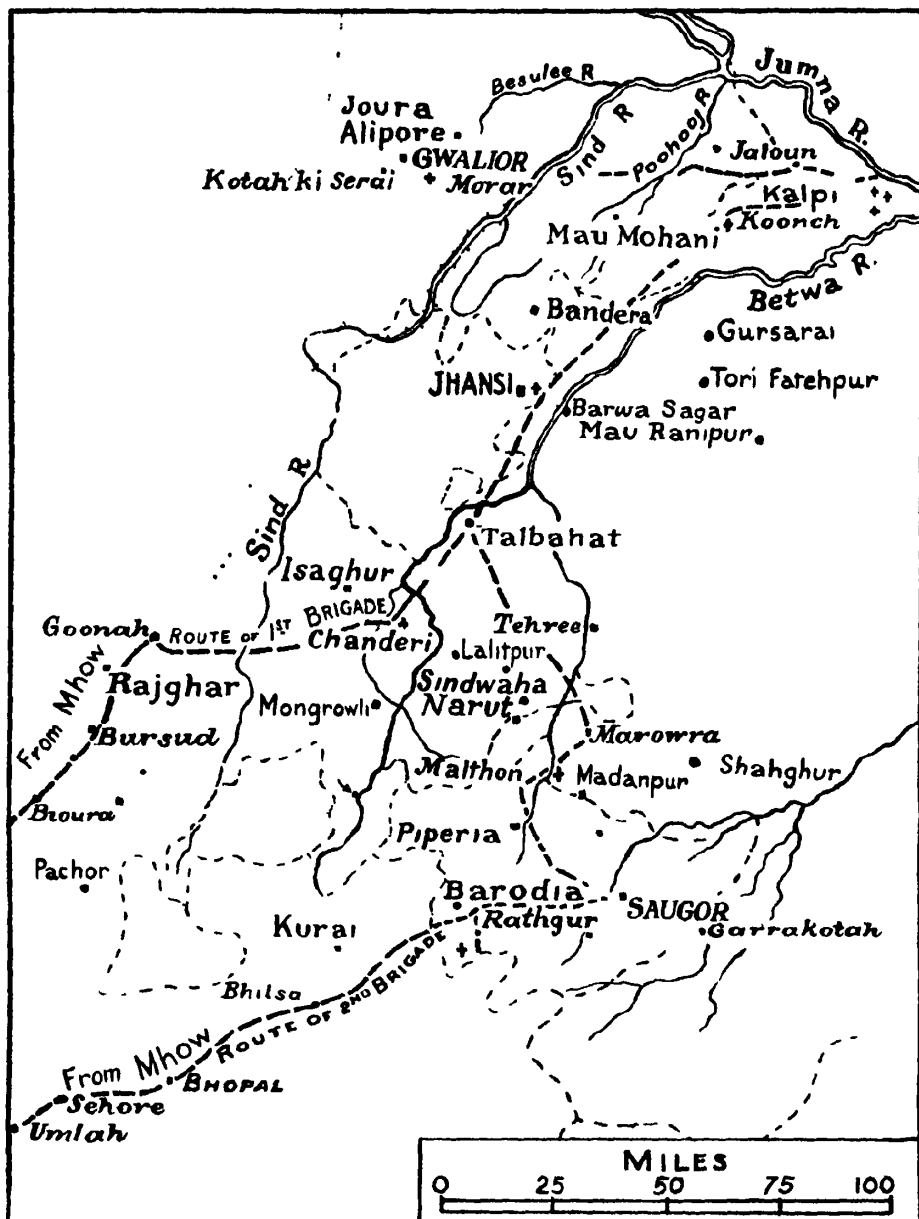 Jumna R.
Besulee R
Joura
Alipore
Sind R
Poohooj R
GWALIOR
Jaloun
Kotah'ki Serai
Morar
Kalpi
Koonch
Mau Mohani
Betwa R.
Bandera
Gursarai
JHANSI
Tori Fatehpur
Barwa Sagar
Mau Ranipur
Sind R
Talbahat
Isaghur
Goonah
ROUTE OF 1ST BRIGADE
Chanderi
Tehree
Lalitpur
From Mhow
Rajghar
Sindwaha
Mongrowli
Narut
Bursud
Marowra
Malthon
Madanpur
Shahghur
Bioura
Piperia
Pachor
Barodia
SAUGOR
Rathgur
Kurai
Garrakotah
Bhilsa
ROUTE OF 2ND BRIGADE
From Mhow
BHOPAL
Sehore
Umlah
MILES
0 25 50 75 100